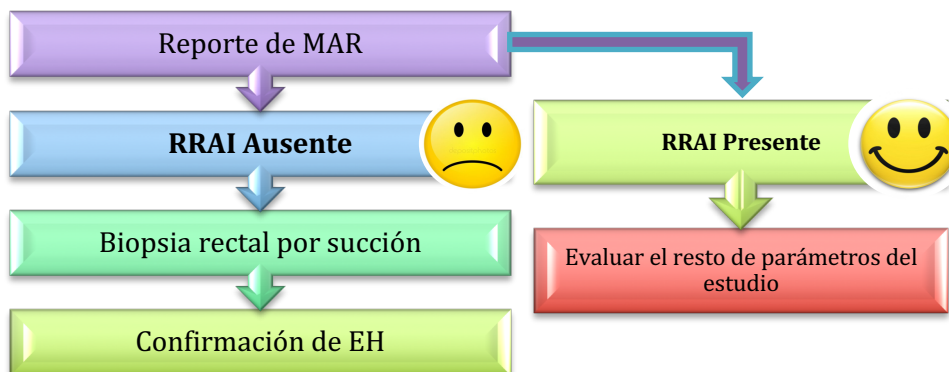 Reporte de MAR
RRAI Ausente
RRAI Presente
Biopsia rectal por succión
Evaluar el resto de parámetros del
estudio
Confirmación de EH